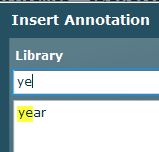 Insert Annotation
Library
ye
year